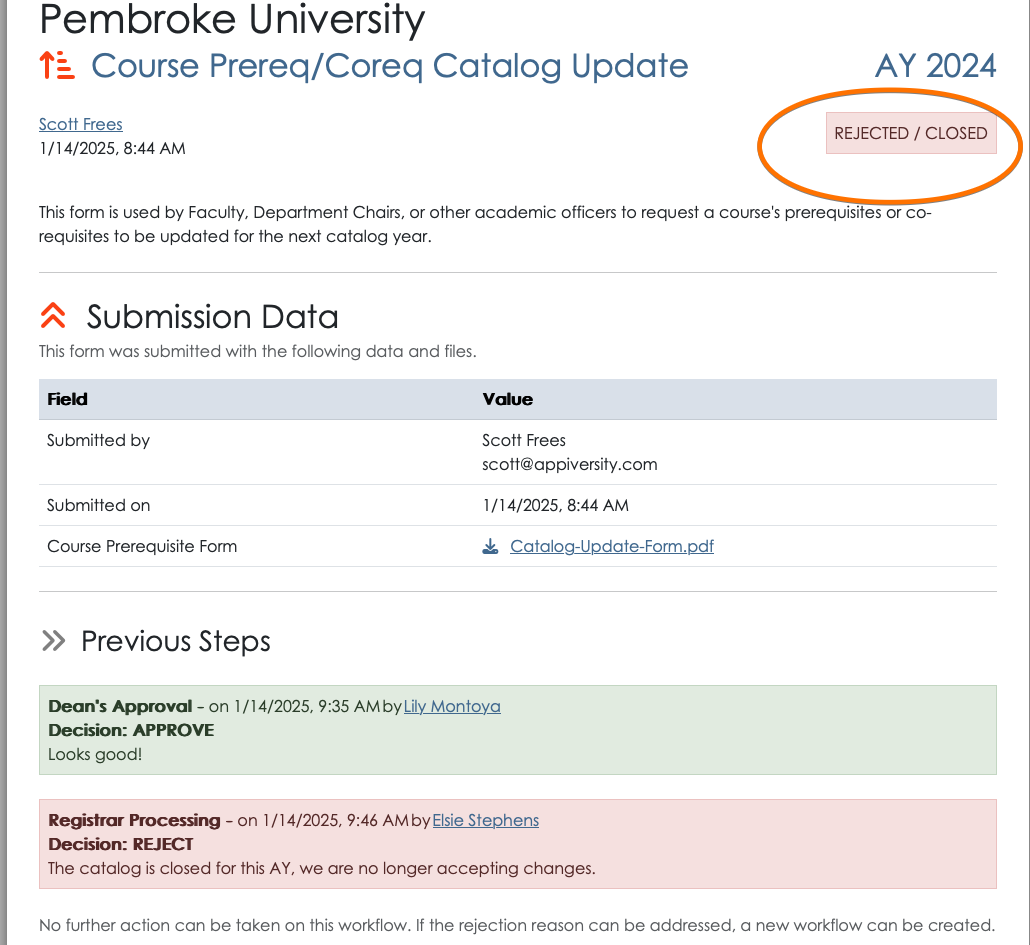 Pembroke University
Course Prereq/Coreq Catalog Update
AY 2024
Scott Frees
1/14/2025, 8:44 AM
REJECTED / CLOSED
This form is used by Faculty, Department Chairs, or other academic officers to request a course's prerequisites or co-
requisites to be updated for the next catalog year.
Submission Data
This form was submitted with the following data and files.
Field Value
Submitted by Scott Frees
scott@appiversity.com
Submitted on 1/14/2025, 8:44 AM
Course Prerequisite Form Catalog-Update-Form.pdf
Previous Steps
Dean's Approval - on 1/14/2025, 9:35 AM by Lily Montoya
Decision: APPROVE
Looks good!
Registrar Processing - on 1/14/2025, 9:46 AM by Elsie Stephens
Decision: REJECT
The catalog is closed for this AY, we are no longer accepting changes.
No further action can be taken on this workflow. If the rejection reason can be addressed, a new workflow can be created.